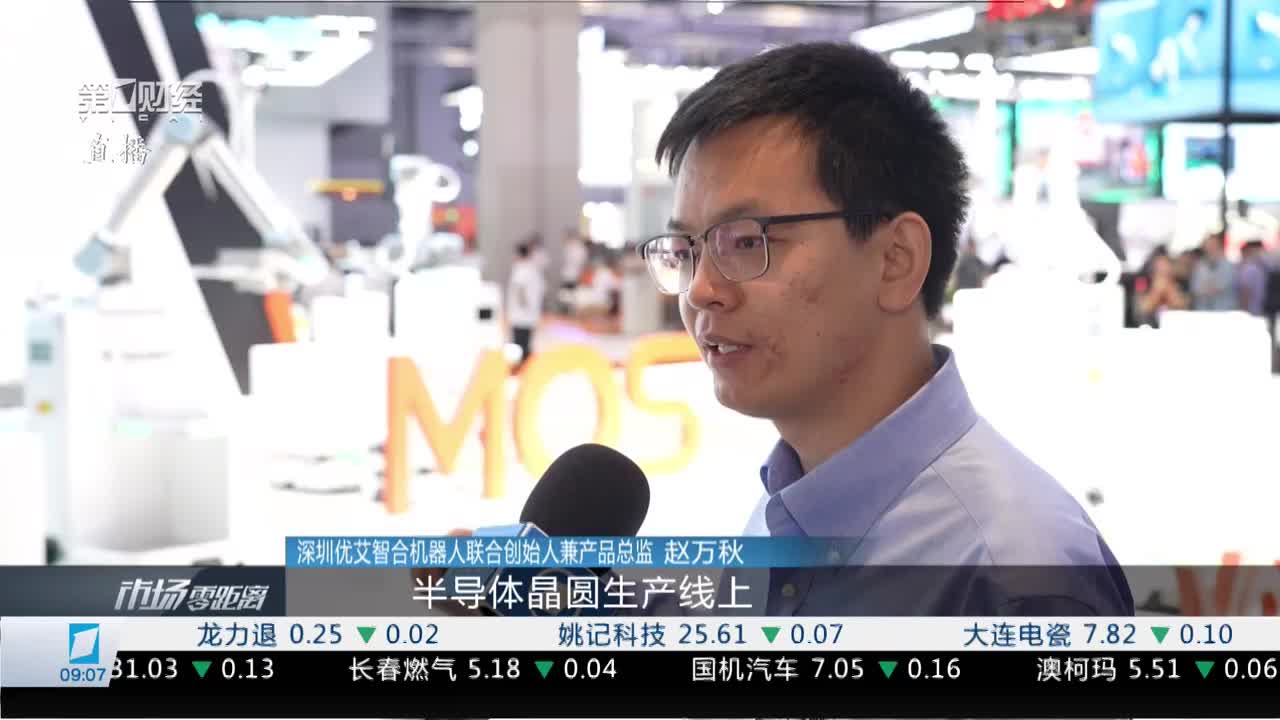 第1财经
YICAI
直播
MOS
深圳优艾智合机器人联合创始人兼产品总监 赵万秋
市场零距离
半导体晶圆生产线上
龙力退 0.25 ▼ 0.02 姚记科技 25.61 ▼ 0.07 大连电瓷 7.82 ▼ 0.10
09:07
31.03 ▼ 0.13 长春燃气 5.18 ▼ 0.04 国机汽车 7.05 ▼ 0.16 澳柯玛 5.51 ▼ 0.06